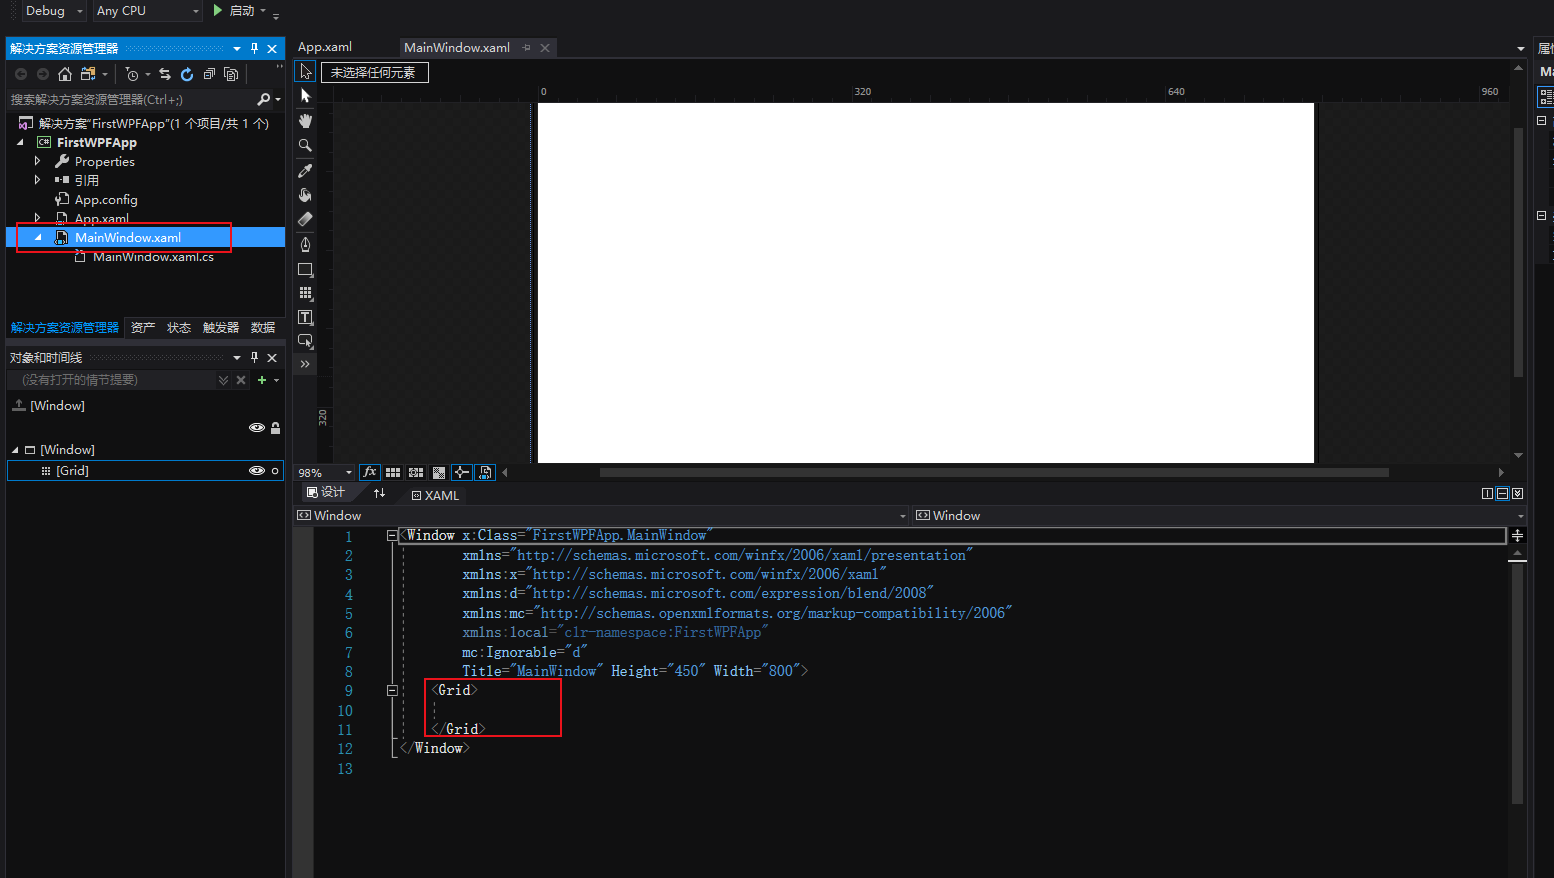 Debug Any CPU 启动
解决方案资源管理器
搜索解决方案资源管理器(Ctrl+;)
解决方案"FirstWPFApp"(1 个项目/共 1 个)
C# FirstWPFApp
Properties
引用
App.config
App.xaml
MainWindow.xaml
MainWindow.xaml.cs
解决方案资源管理器 资产 状态 触发器 数据
对象和时间线
(没有打开的情节提要)
[Window]
[Window]
[Grid]
App.xaml MainWindow.xaml
未选择任何元素
0 320 640 960
320
98% fx
设计 XAML
Window Window
1 <Window x:Class="FirstWPFApp.MainWindow"
2 xmlns="http://schemas.microsoft.com/winfx/2006/xaml/presentation"
3 xmlns:x="http://schemas.microsoft.com/winfx/2006/xaml"
4 xmlns:d="http://schemas.microsoft.com/expression/blend/2008"
5 xmlns:mc="http://schemas.openxmlformats.org/markup-compatibility/2006"
6 xmlns:local="clr-namespace:FirstWPFApp"
7 mc:Ignorable="d"
8 Title="MainWindow" Height="450" Width="800">
9 <Grid>
10
11 </Grid>
12 </Window>
13